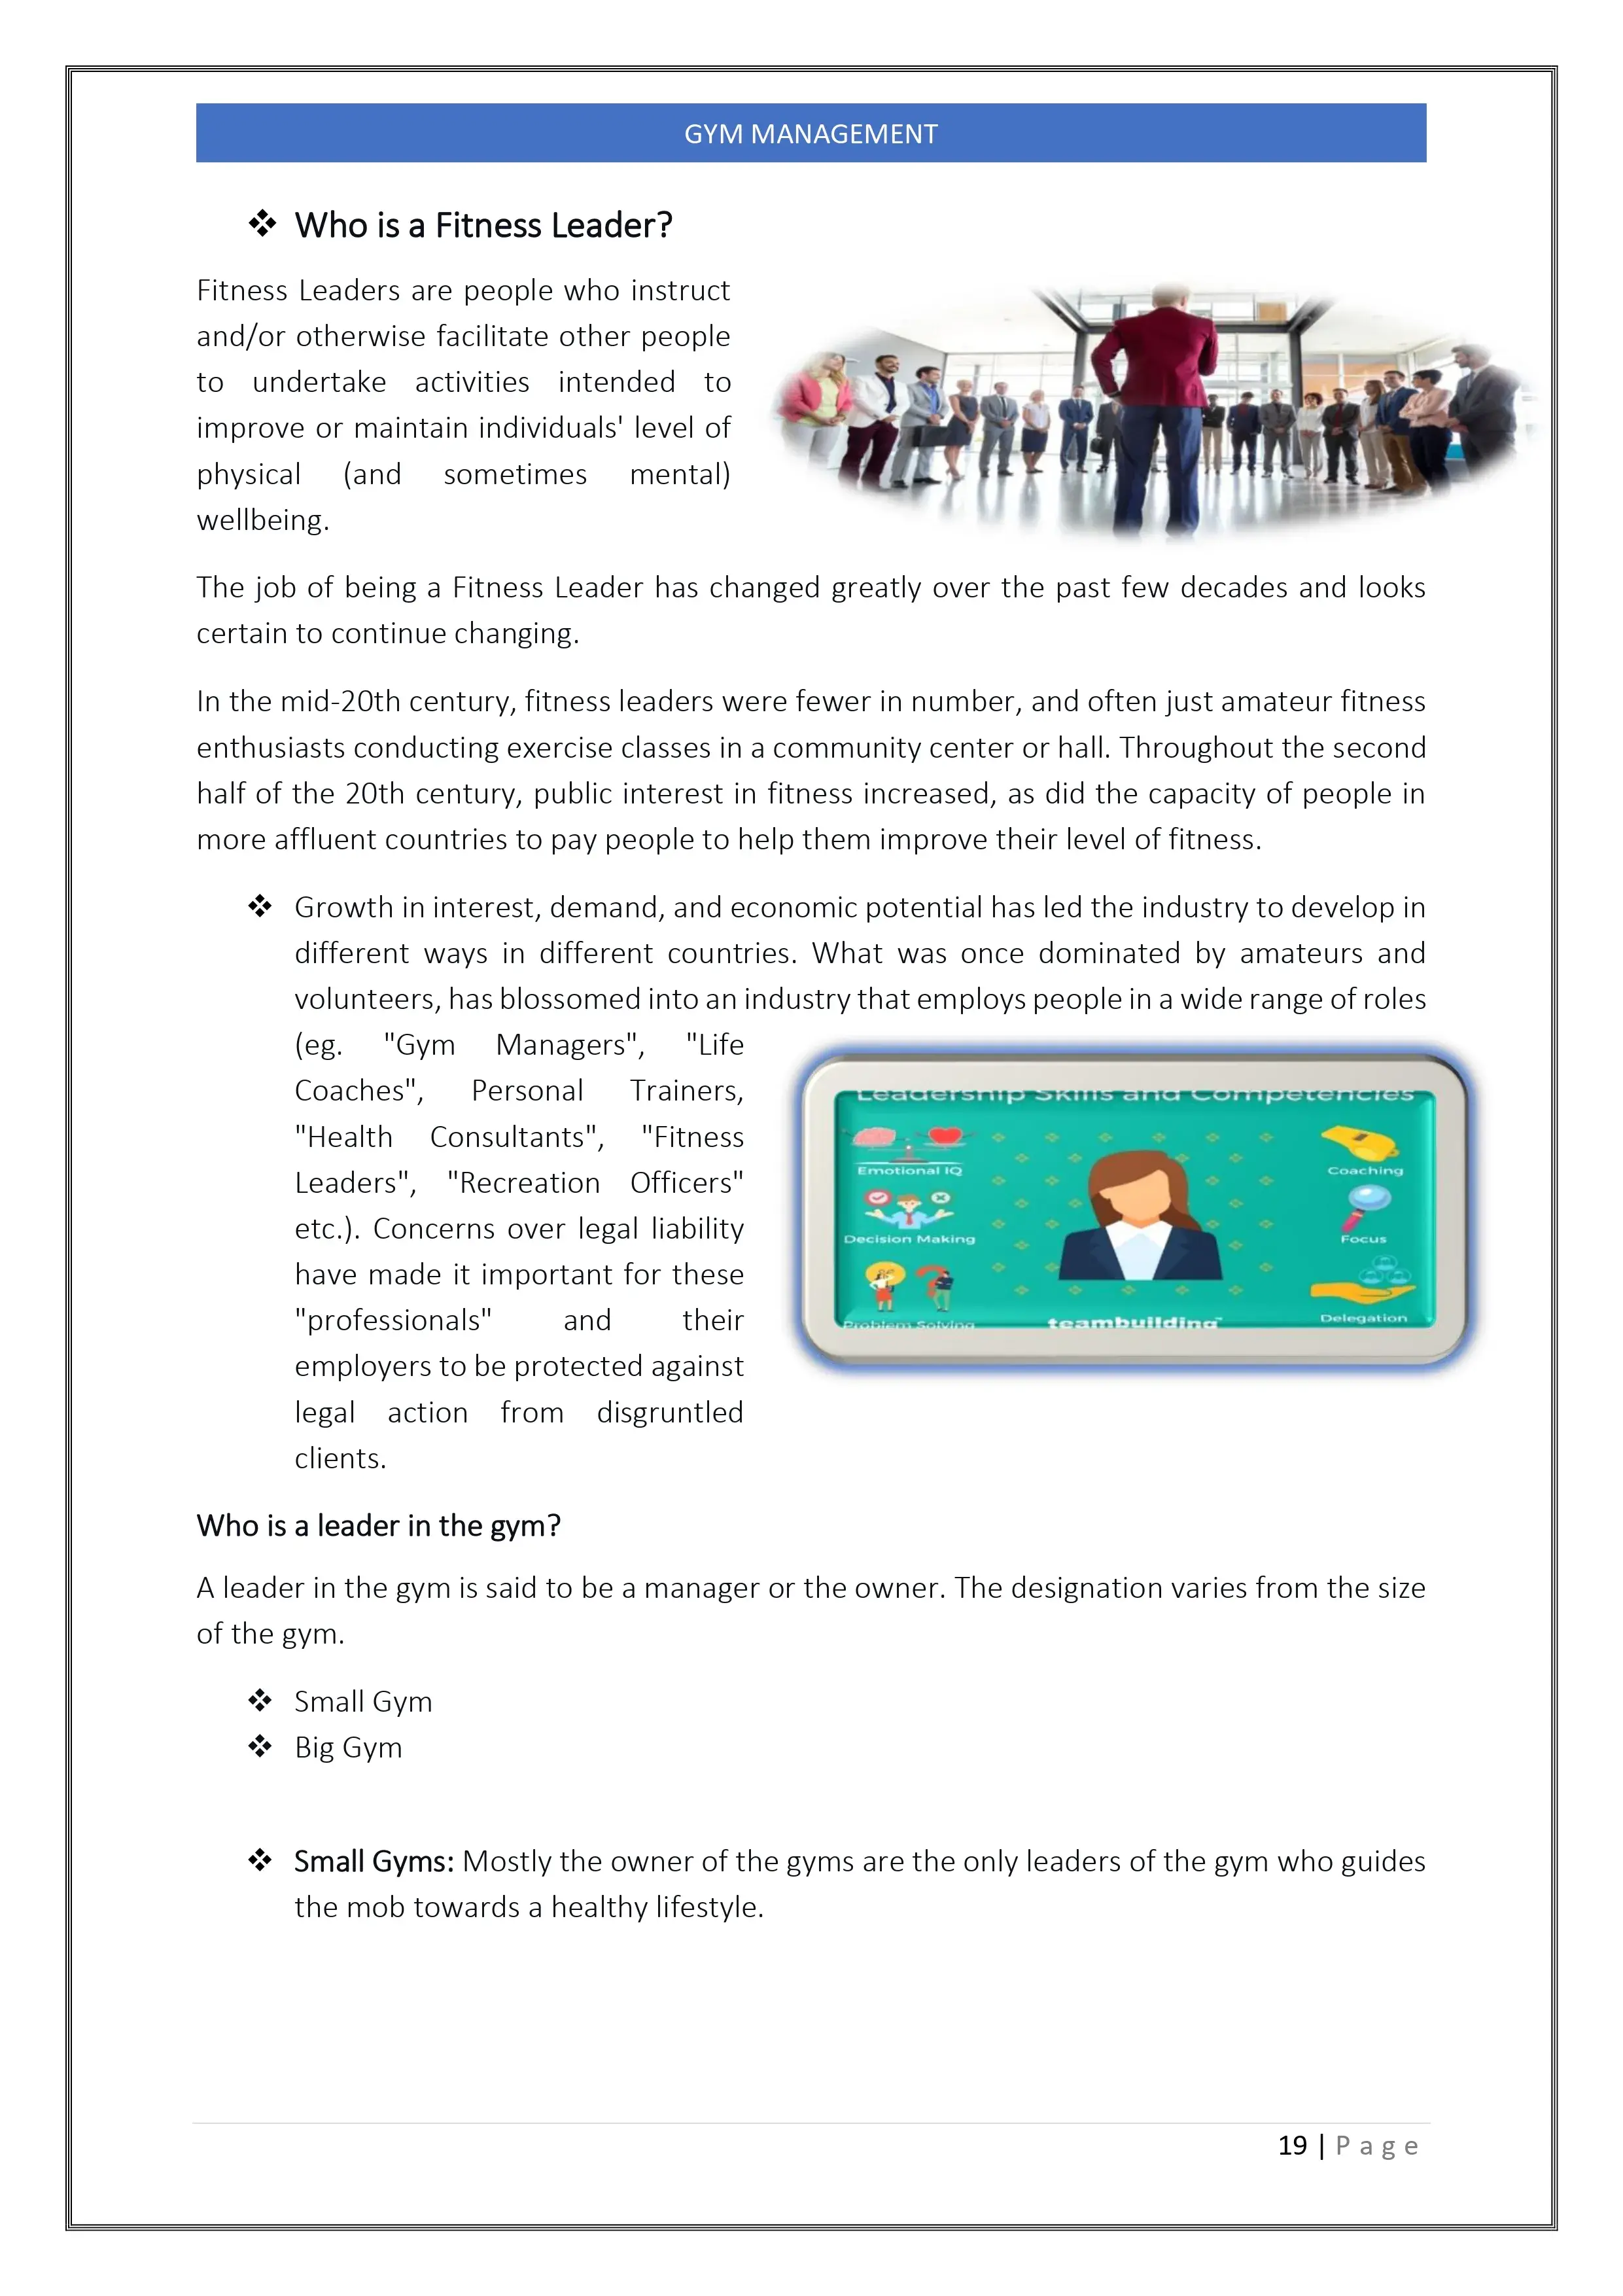 GYM MANAGEMENT
❖ Who is a Fitness Leader?
Fitness Leaders are people who instruct
and/or otherwise facilitate other people
to undertake activities intended to
improve or maintain individuals' level of
physical (and sometimes mental)
wellbeing.
The job of being a Fitness Leader has changed greatly over the past few decades and looks
certain to continue changing.
In the mid-20th century, fitness leaders were fewer in number, and often just amateur fitness
enthusiasts conducting exercise classes in a community center or hall. Throughout the second
half of the 20th century, public interest in fitness increased, as did the capacity of people in
more affluent countries to pay people to help them improve their level of fitness.
❖ Growth in interest, demand, and economic potential has led the industry to develop in
different ways in different countries. What was once dominated by amateurs and
volunteers, has blossomed into an industry that employs people in a wide range of roles
(eg. "Gym Managers", "Life
Coaches", Personal Trainers,
"Health Consultants", "Fitness
Leaders", "Recreation Officers"
etc.). Concerns over legal liability
have made it important for these
"professionals" and their
employers to be protected against
legal action from disgruntled
clients.
Leadership Skills and Competencies
Emotional IQ
Coaching
Decision Making
Focus
Problem Solving
teambuilding
Delegation
Who is a leader in the gym?
A leader in the gym is said to be a manager or the owner. The designation varies from the size
of the gym.
❖ Small Gym
❖ Big Gym
❖ Small Gyms: Mostly the owner of the gyms are the only leaders of the gym who guides
the mob towards a healthy lifestyle.
19 | Page